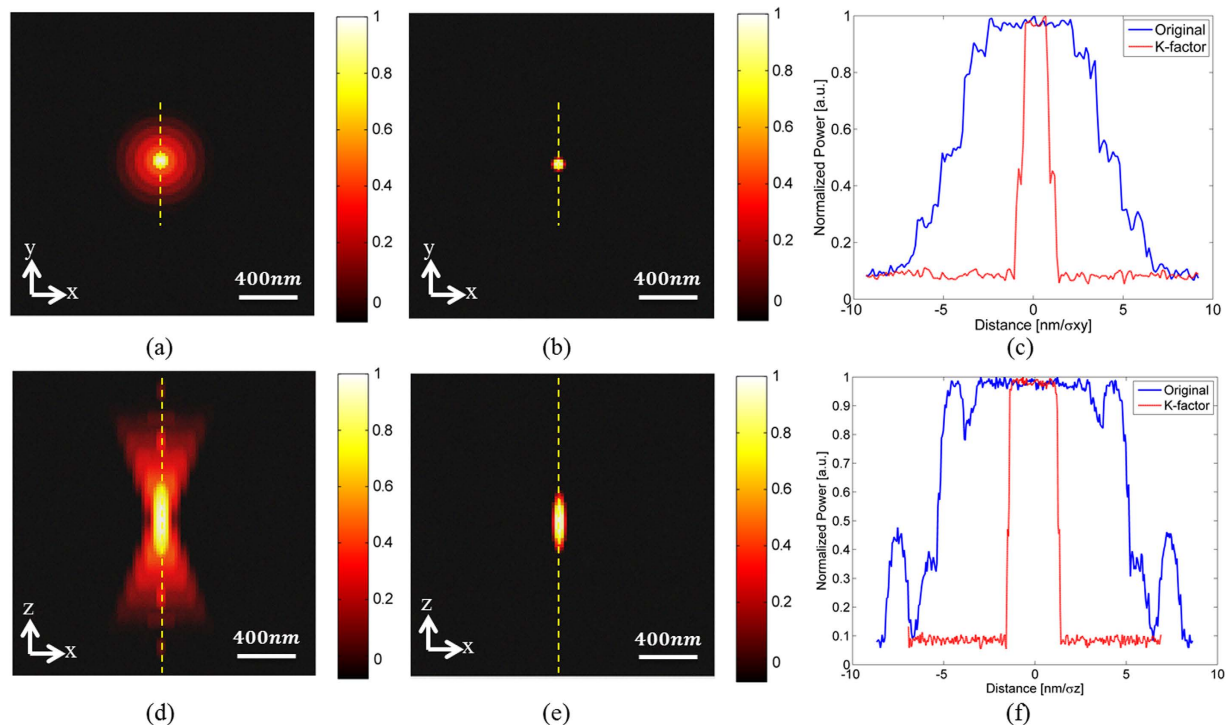 1
0.8
0.6
0.4
0.2
0
y
x
400nm
(a)
1
0.8
0.6
0.4
0.2
0
y
x
400nm
(b)
Original
K-factor
1
0.8
0.6
0.4
0.2
0
-10
-5
0
5
10
Normalized Power [a.u.]
Distance [nm/σxy]
(c)
1
0.8
0.6
0.4
0.2
0
z
x
400nm
(d)
1
0.8
0.6
0.4
0.2
0
z
x
400nm
(e)
Original
K-factor
1
0.9
0.8
0.7
0.6
0.5
0.4
0.3
0.2
0.1
0
-10
-5
0
5
10
Normalized Power [a.u.]
Distance [nm/σz]
(f)